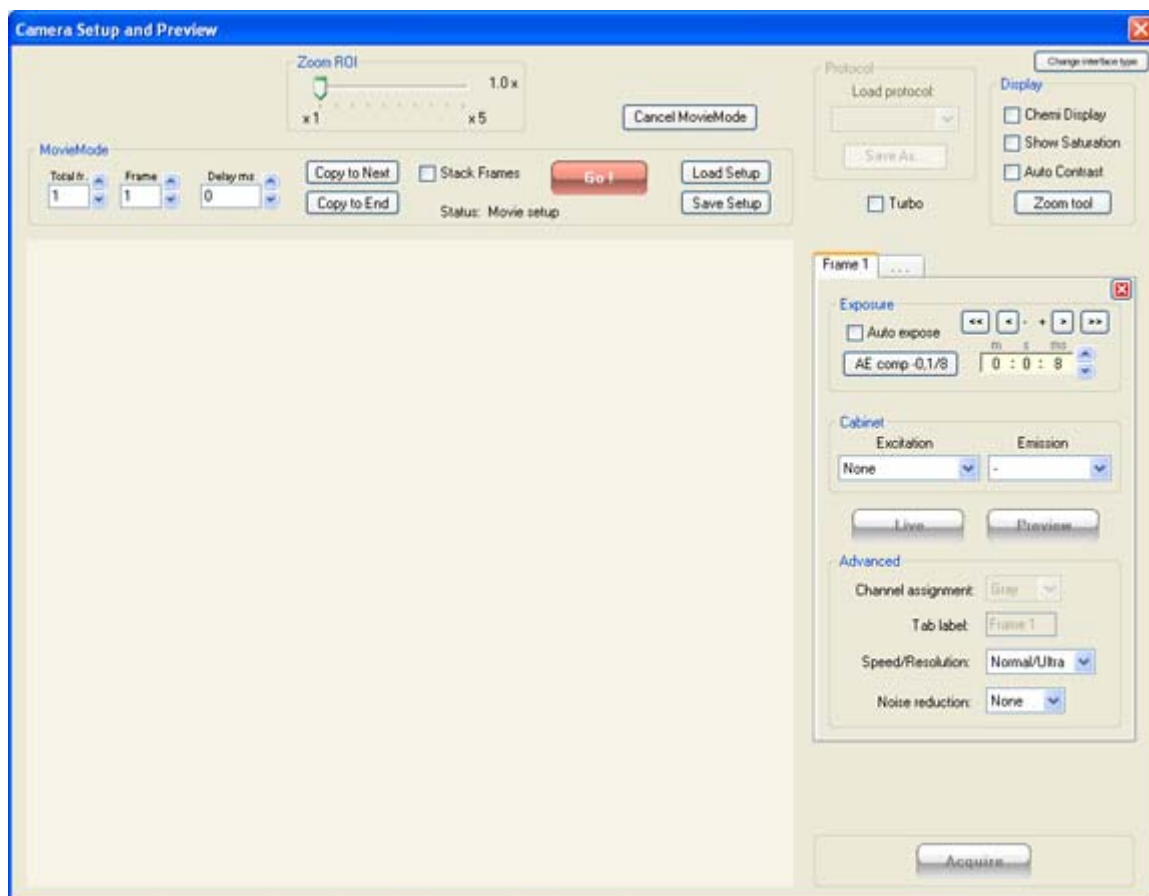 Camera Setup and Preview
Zoom ROI
1.0 x
x 1 x 5
Cancel MovieMode
Protocol
Load protocol:
Save As...
Turbo
Change interface type
Display
Chemi Display
Show Saturation
Auto Contrast
Zoom tool
MovieMode
Total fr. Frame Delay ms
1 1 0
Copy to Next
Copy to End
Stack Frames
Status: Movie setup
Go !
Load Setup
Save Setup
Frame 1 ...
Exposure
Auto expose
<< < - + > >>
m s ms
AE comp -0,1/8
0 : 0 : 8
Cabinet
Excitation Emission
None -
Live Preview
Advanced
Channel assignment: Gray
Tab label: Frame 1
Speed/Resolution: Normal/Ultra
Noise reduction: None
Acquire